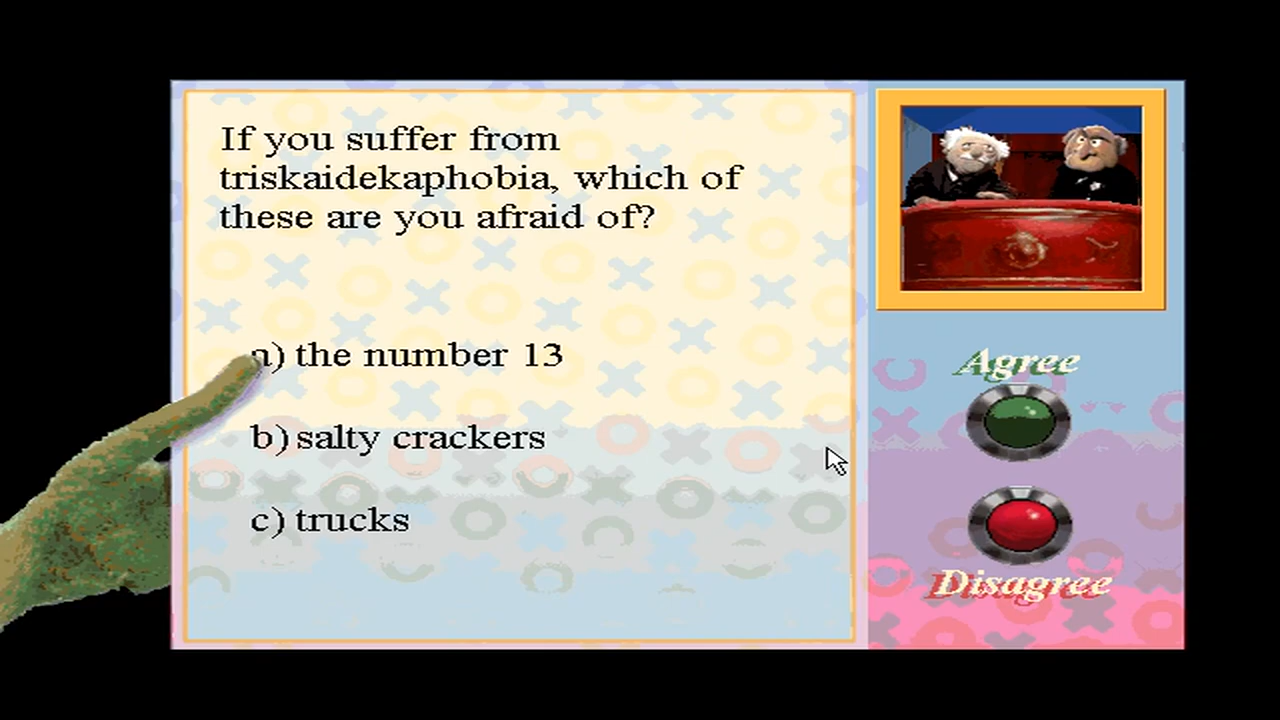 If you suffer from
triskaidekaphobia, which of
these are you afraid of?
a) the number 13
b) salty crackers
c) trucks
Agree
Disagree